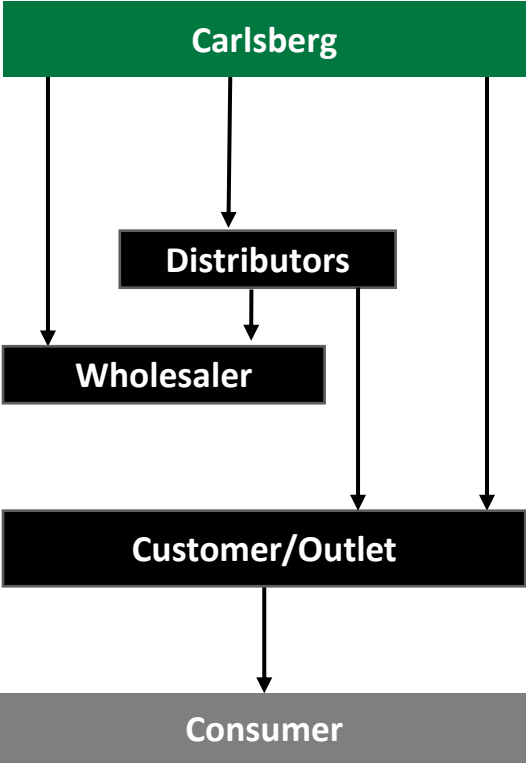 Carlsberg
Distributors
Wholesaler
Customer/Outlet
Consumer